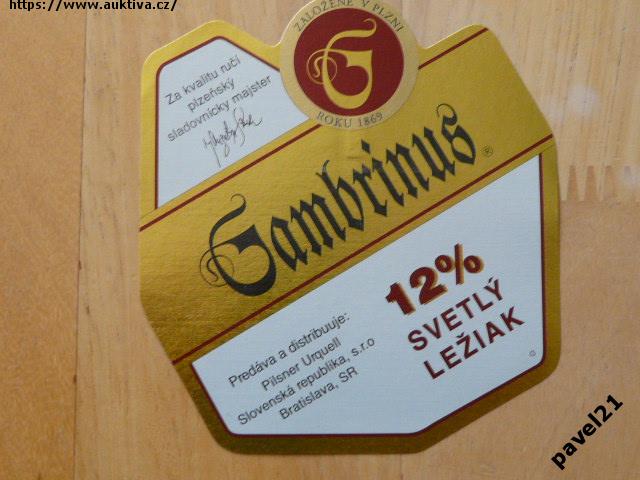 https://www.auktiva.cz/
ZALOŽENÉ V PLZNI
G
ROKU 1869
Za kvalitu ručí
plzeňský
sladovnícky majster
Gambrinus ®
12%
SVETLÝ
LEŽIAK
Predáva a distribuuje:
Pilsner Urquell
Slovenská republika, s.r.o
Bratislava, SR
pavel21